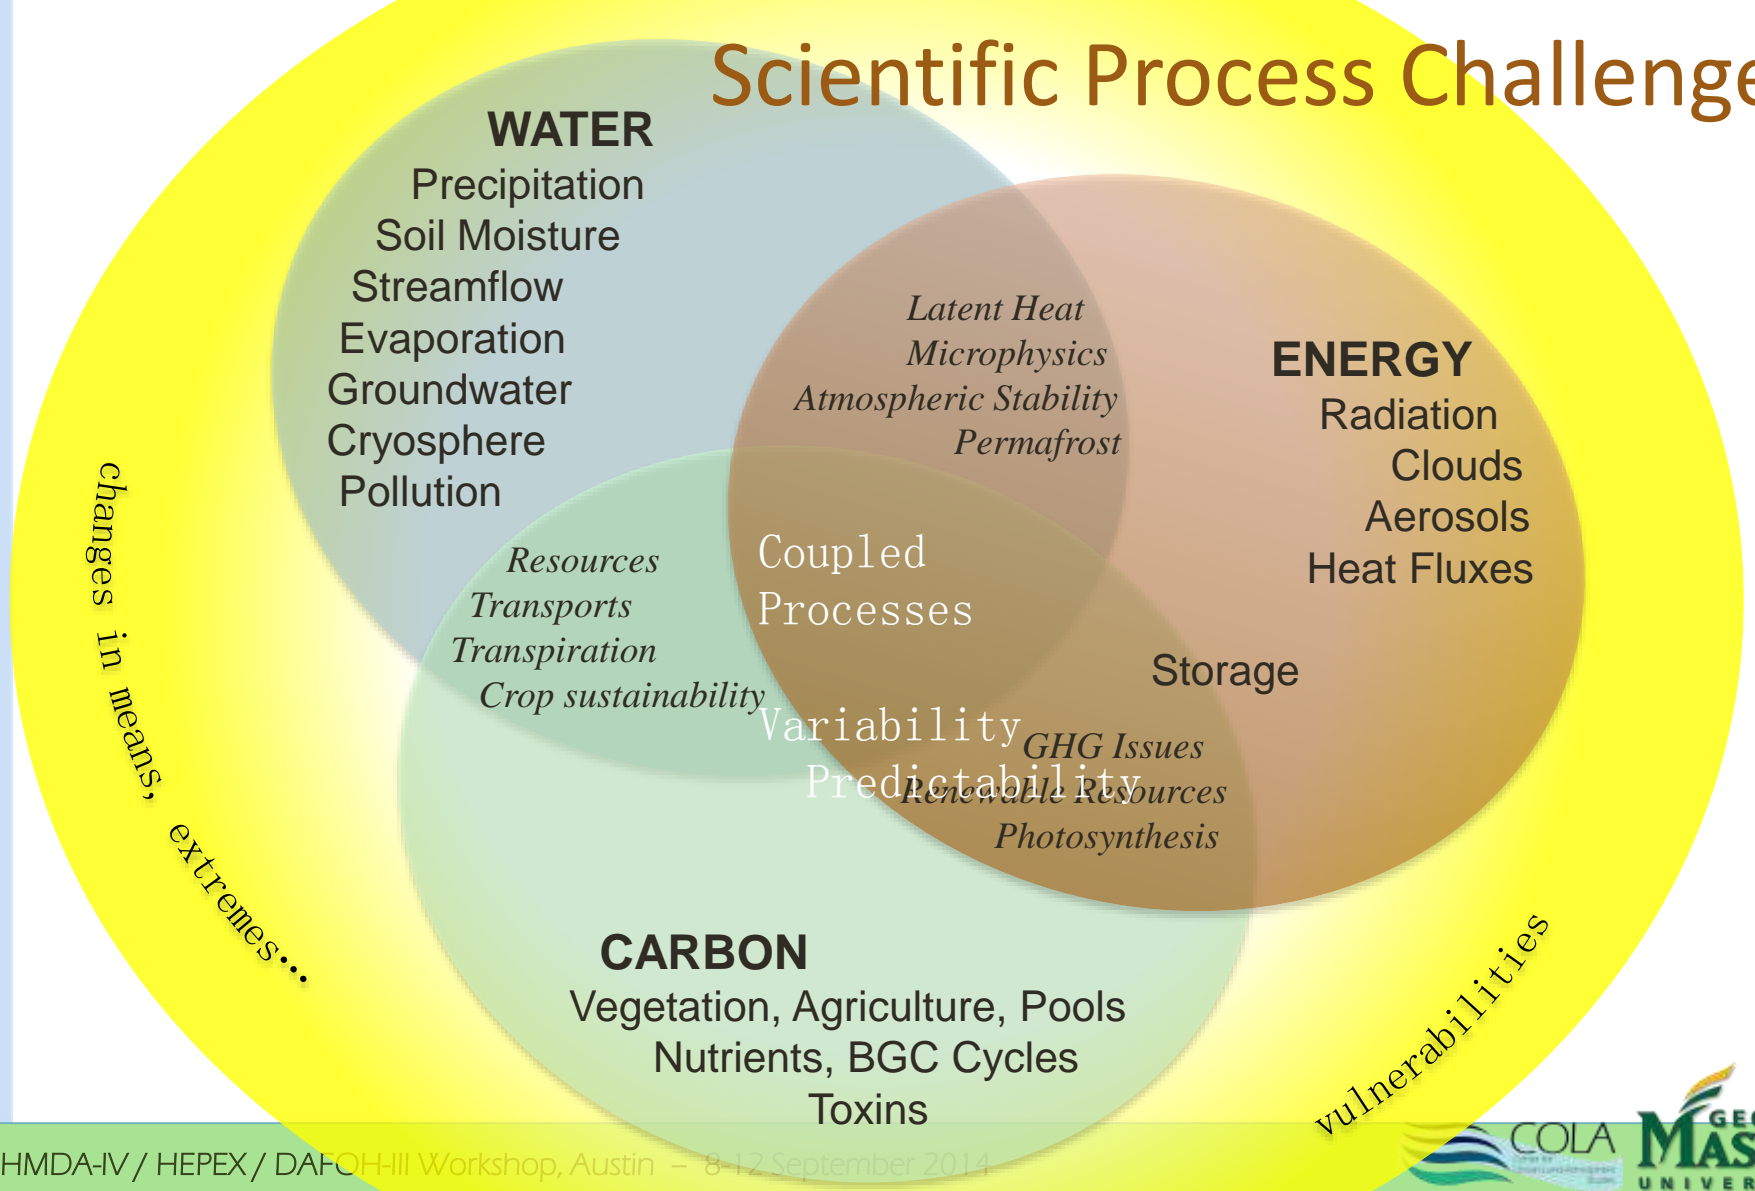 Scientific Process Challenge
WATER
Precipitation
Soil Moisture
Streamflow
Evaporation
Groundwater
Cryosphere
Pollution
Latent Heat
Microphysics
Atmospheric Stability
Permafrost
ENERGY
Radiation
Clouds
Aerosols
Heat Fluxes
Storage
Resources
Transports
Transpiration
Crop sustainability
Coupled
Processes
Variability
Predictability
GHG Issues
Renewable Resources
Photosynthesis
CARBON
Vegetation, Agriculture, Pools
Nutrients, BGC Cycles
Toxins
changes in means, extremes…
vulnerabilities
HMDA-IV / HEPEX / DAFOH-III Workshop, Austin – 8-12 September 2014
COLA
GEO
MAS
UNIVER